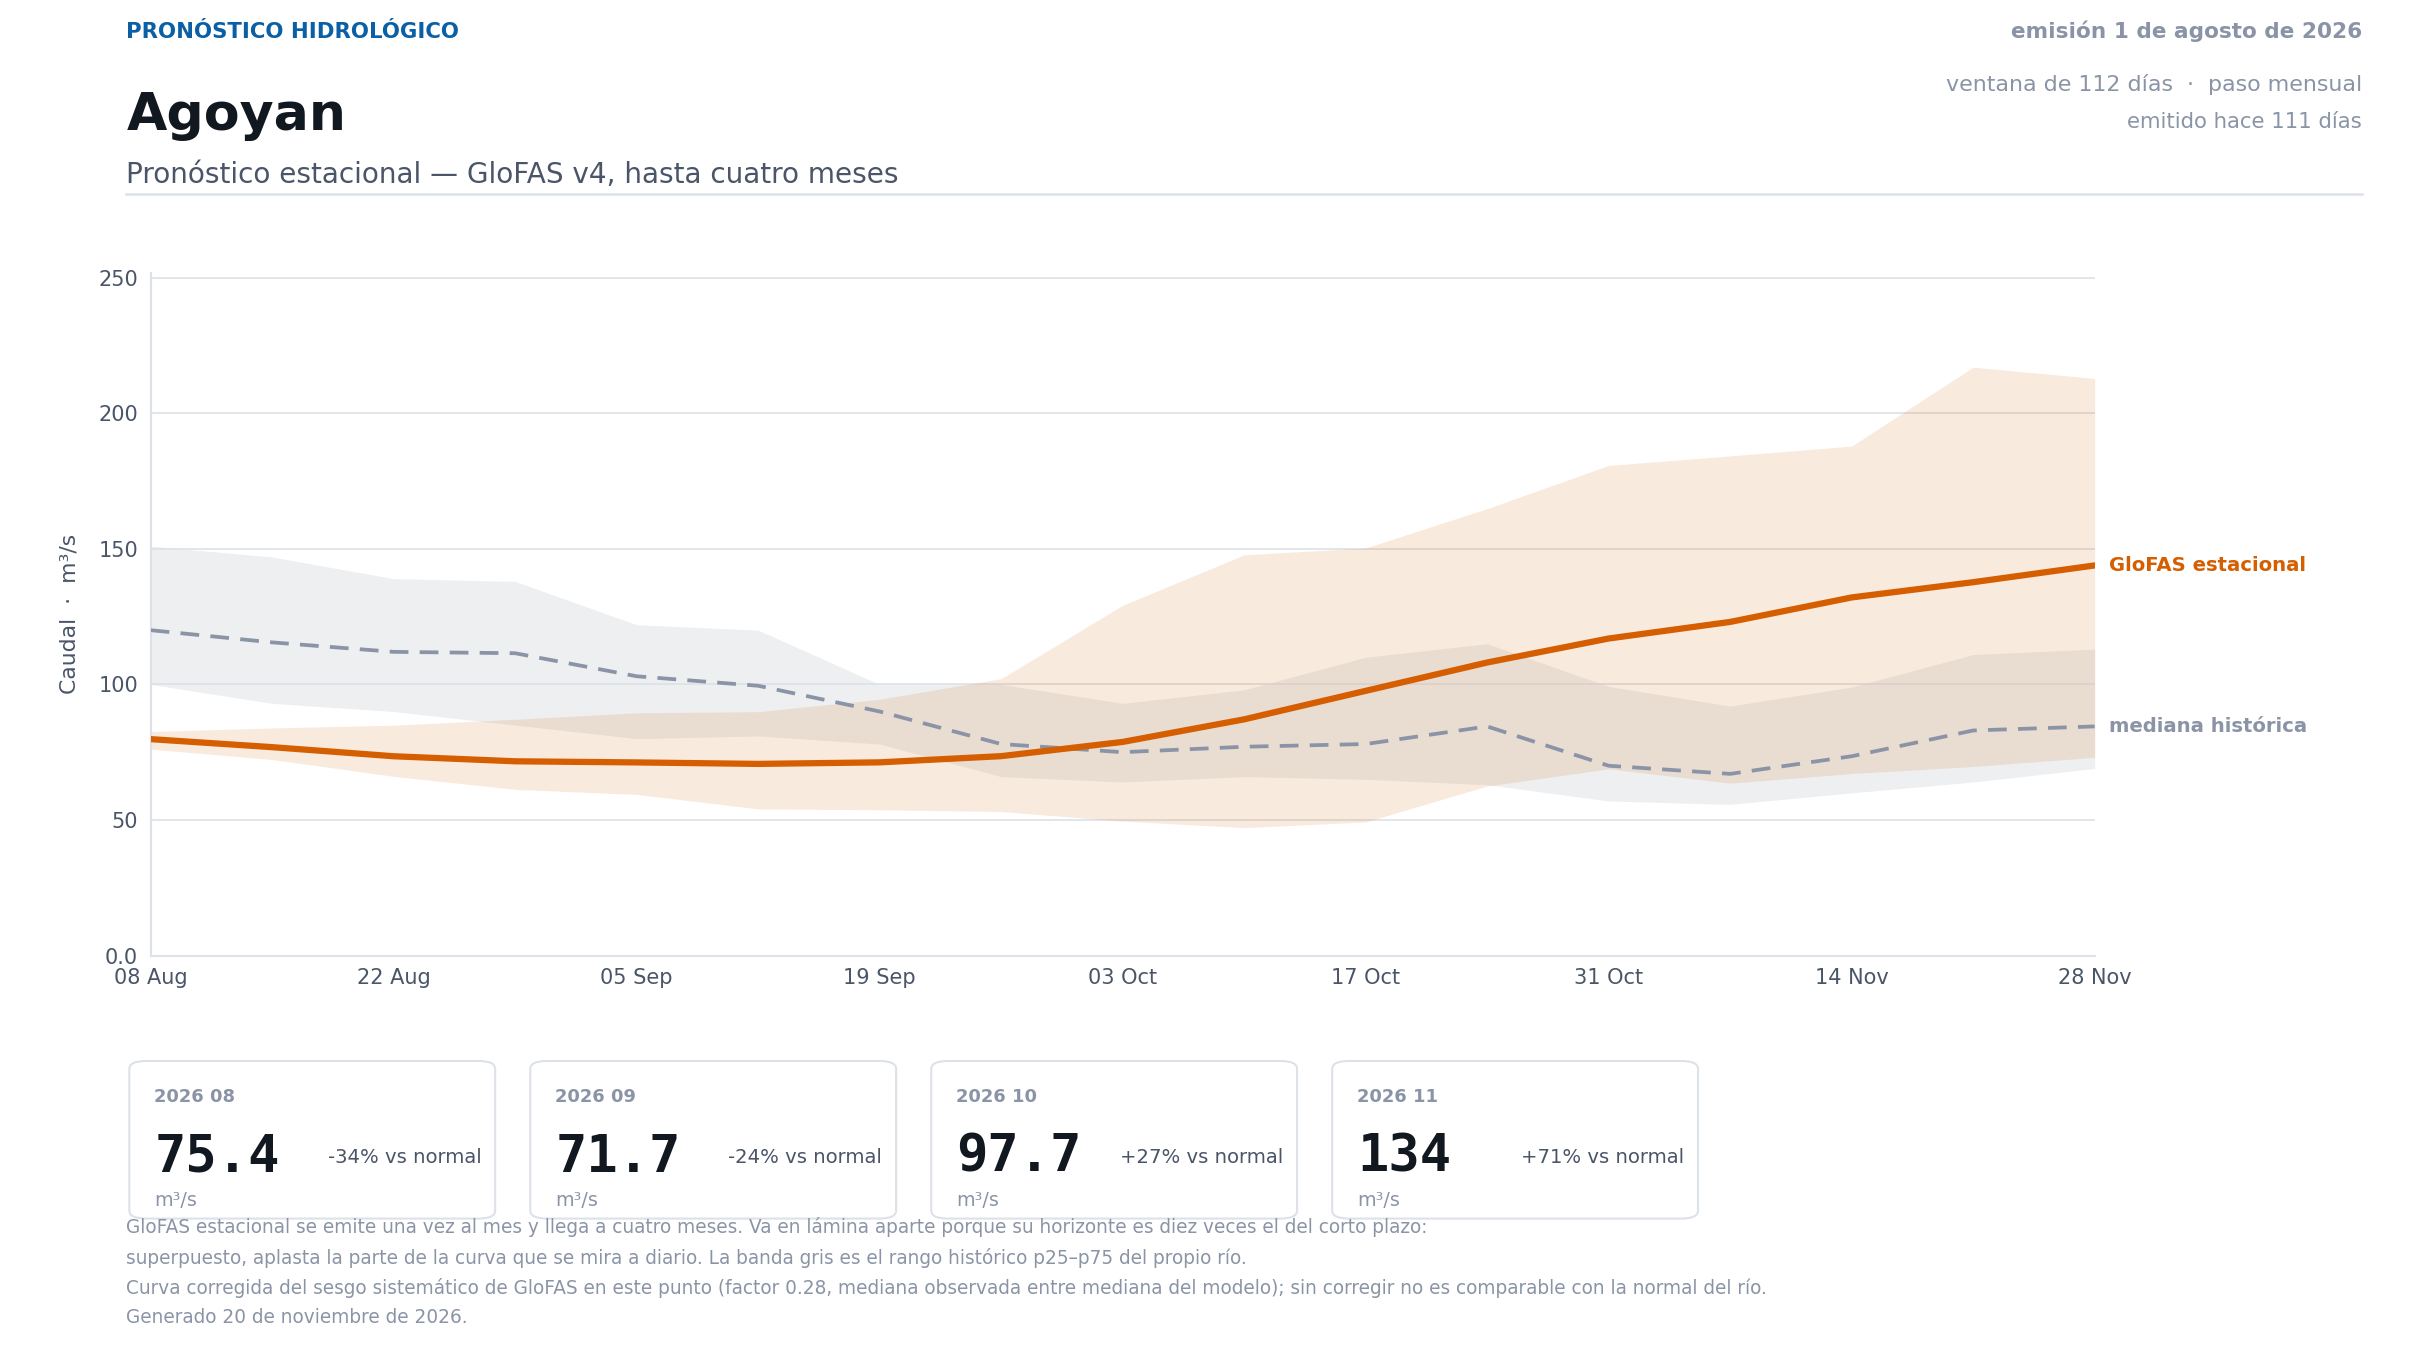 PRONÓSTICO HIDROLÓGICO
emisión 1 de agosto de 2026
ventana de 112 días · paso mensual
Agoyan
emitido hace 111 días
Pronóstico estacional — GloFAS v4, hasta cuatro meses
250
200
150
100
50
0.0
Caudal · m³/s
GloFAS estacional
mediana histórica
08 Aug
22 Aug
05 Sep
19 Sep
03 Oct
17 Oct
31 Oct
14 Nov
28 Nov
2026 08
75.4
-34% vs normal
m³/s
2026 09
71.7
-24% vs normal
m³/s
2026 10
97.7
+27% vs normal
m³/s
2026 11
134
+71% vs normal
m³/s
GloFAS estacional se emite una vez al mes y llega a cuatro meses. Va en lámina aparte porque su horizonte es diez veces el del corto plazo:
superpuesto, aplasta la parte de la curva que se mira a diario. La banda gris es el rango histórico p25–p75 del propio río.
Curva corregida del sesgo sistemático de GloFAS en este punto (factor 0.28, mediana observada entre mediana del modelo); sin corregir no es comparable con la normal del río.
Generado 20 de noviembre de 2026.